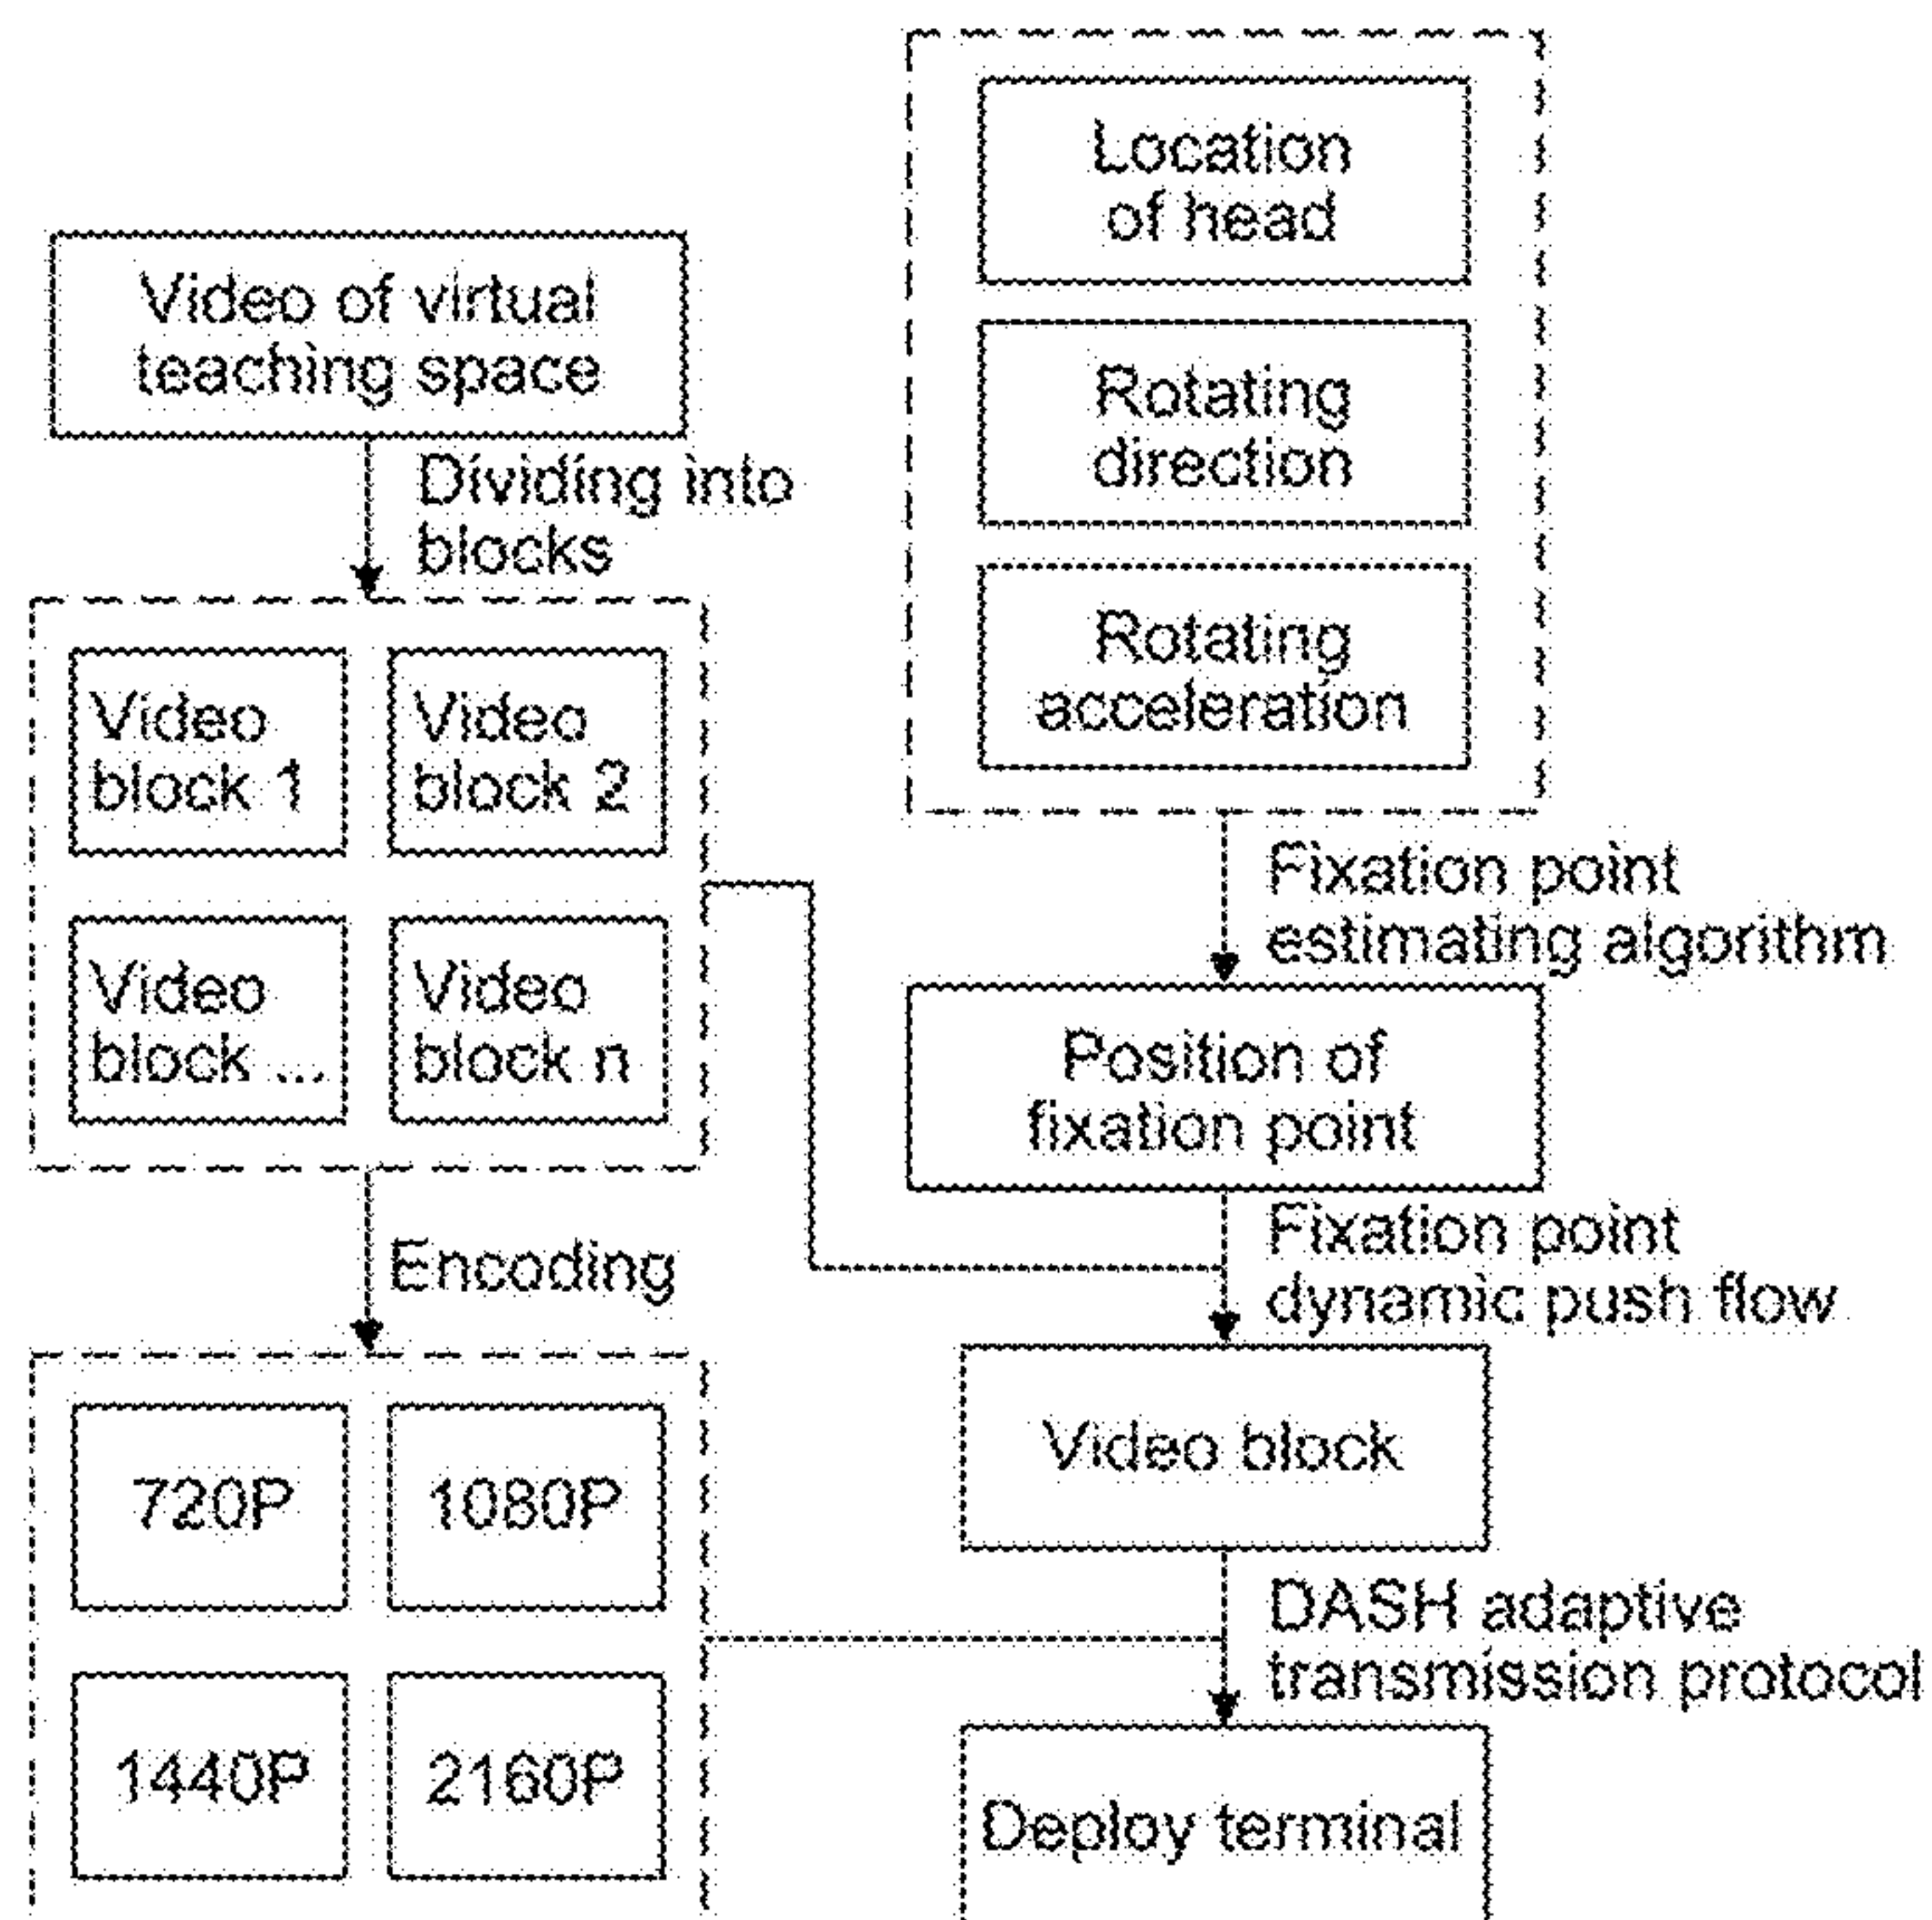 Video of virtual
teaching space
Dividing into
blocks
Video
block 1
Video
block 2
Video
block ...
Video
block n
Encoding
720P
1080P
1440P
2160P
Location
of head
Rotating
direction
Rotating
acceleration
Fixation point
estimating algorithm
Position of
fixation point
Fixation point
dynamic push flow
Video block
DASH adaptive
transmission protocol
Deploy terminal